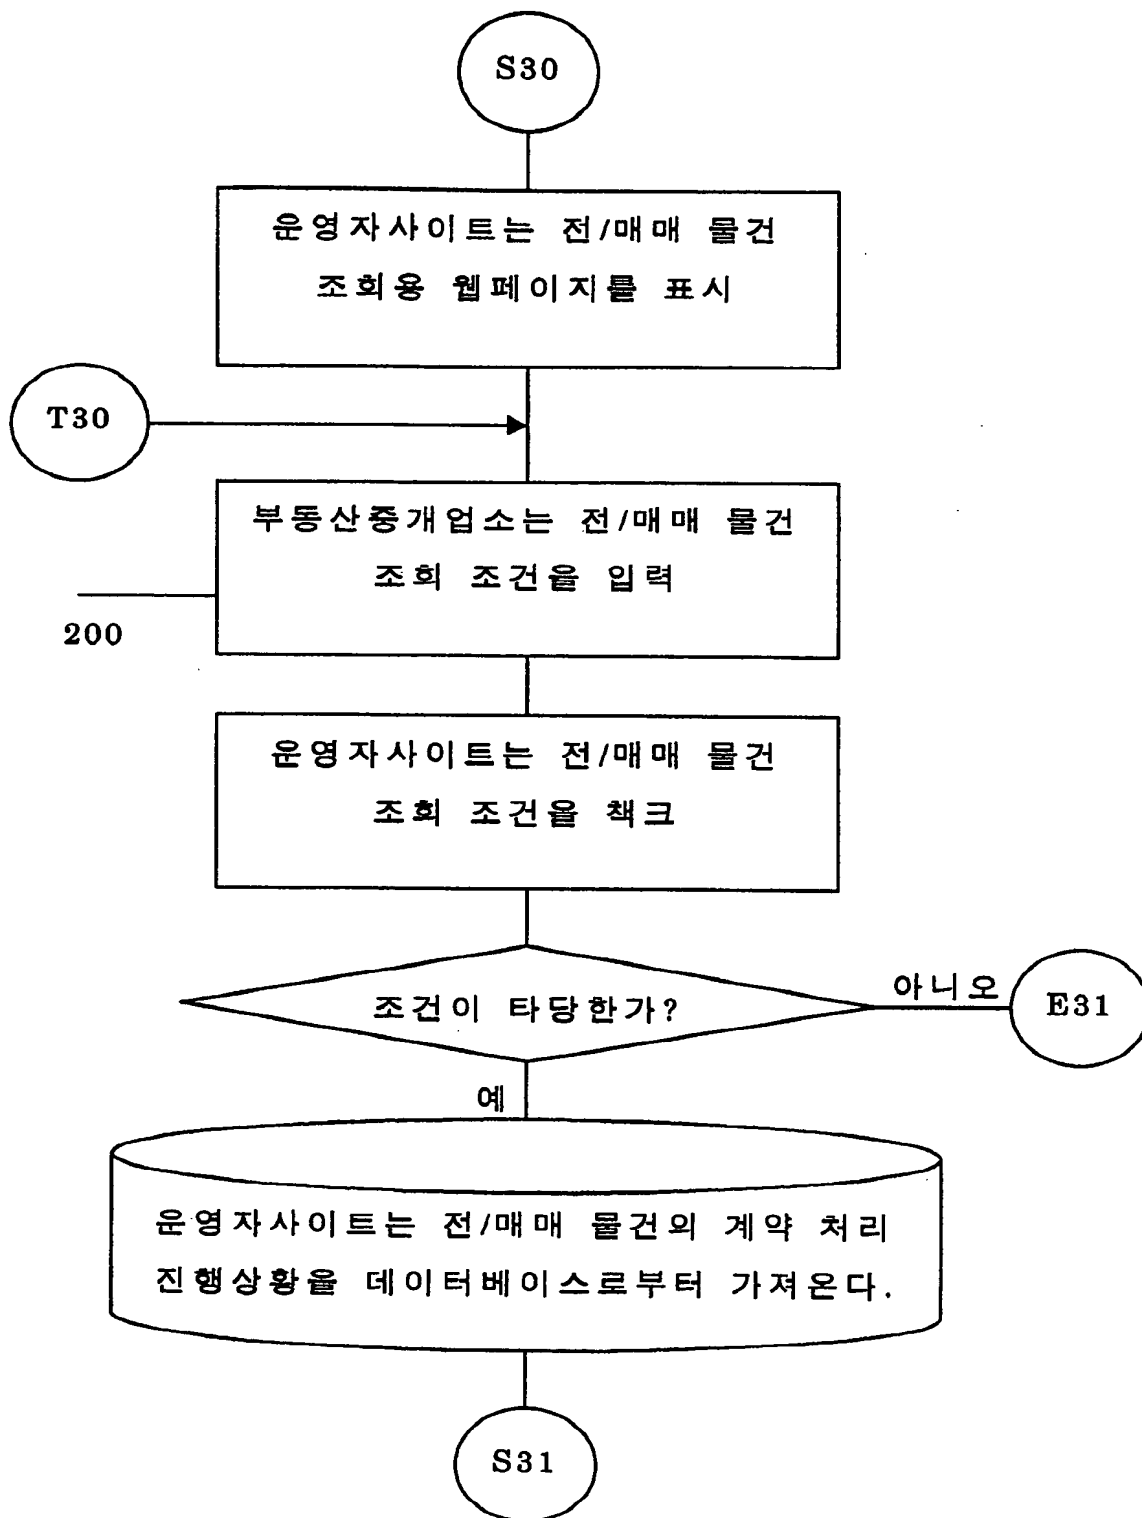 S30
운영자사이트는 전/매매 물건
조회용 웹페이지를 표시
T30
부동산중개업소는 전/매매 물건
조회 조건을 입력
200
운영자사이트는 전/매매 물건
조회 조건을 책크
조건이 타당한가?
아니오
E31
예
운영자사이트는 전/매매 물건의 계약 처리
진행상황을 데이터베이스로부터 가져온다.
S31